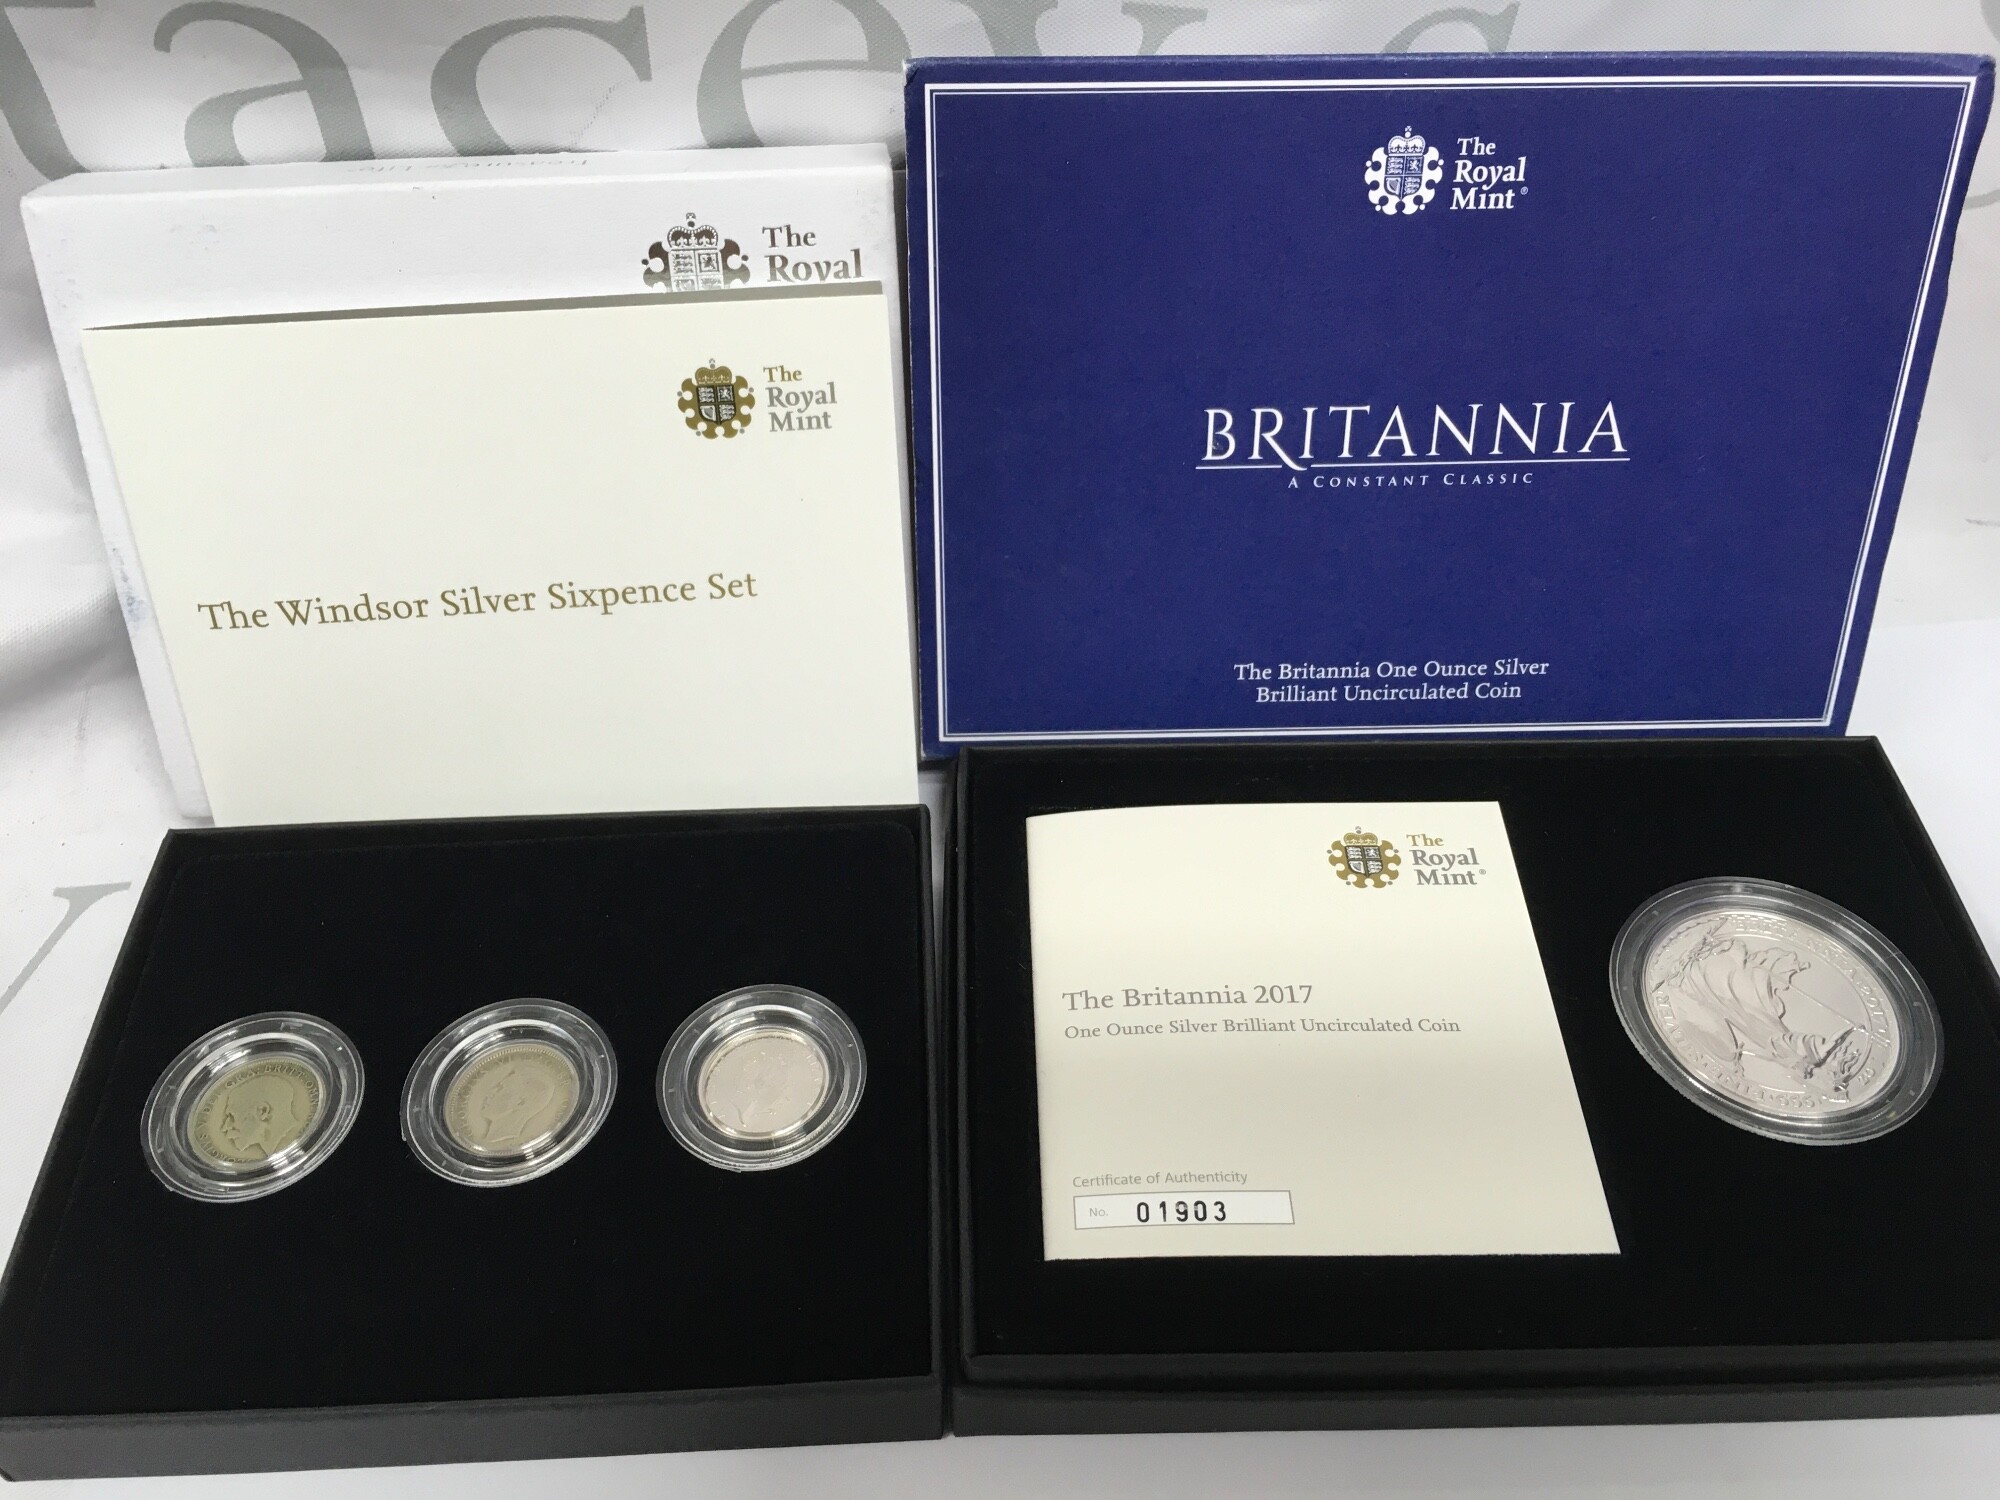 taceys
The
Royal
The
Royal
Mint
The Windsor Silver Sixpence Set
The
Royal
Mint®
BRITANNIA
A CONSTANT CLASSIC
The Britannia One Ounce Silver
Brilliant Uncirculated Coin
The
Royal
Mint®
The Britannia 2017
One Ounce Silver Brilliant Uncirculated Coin
Certificate of Authenticity
No. 01903